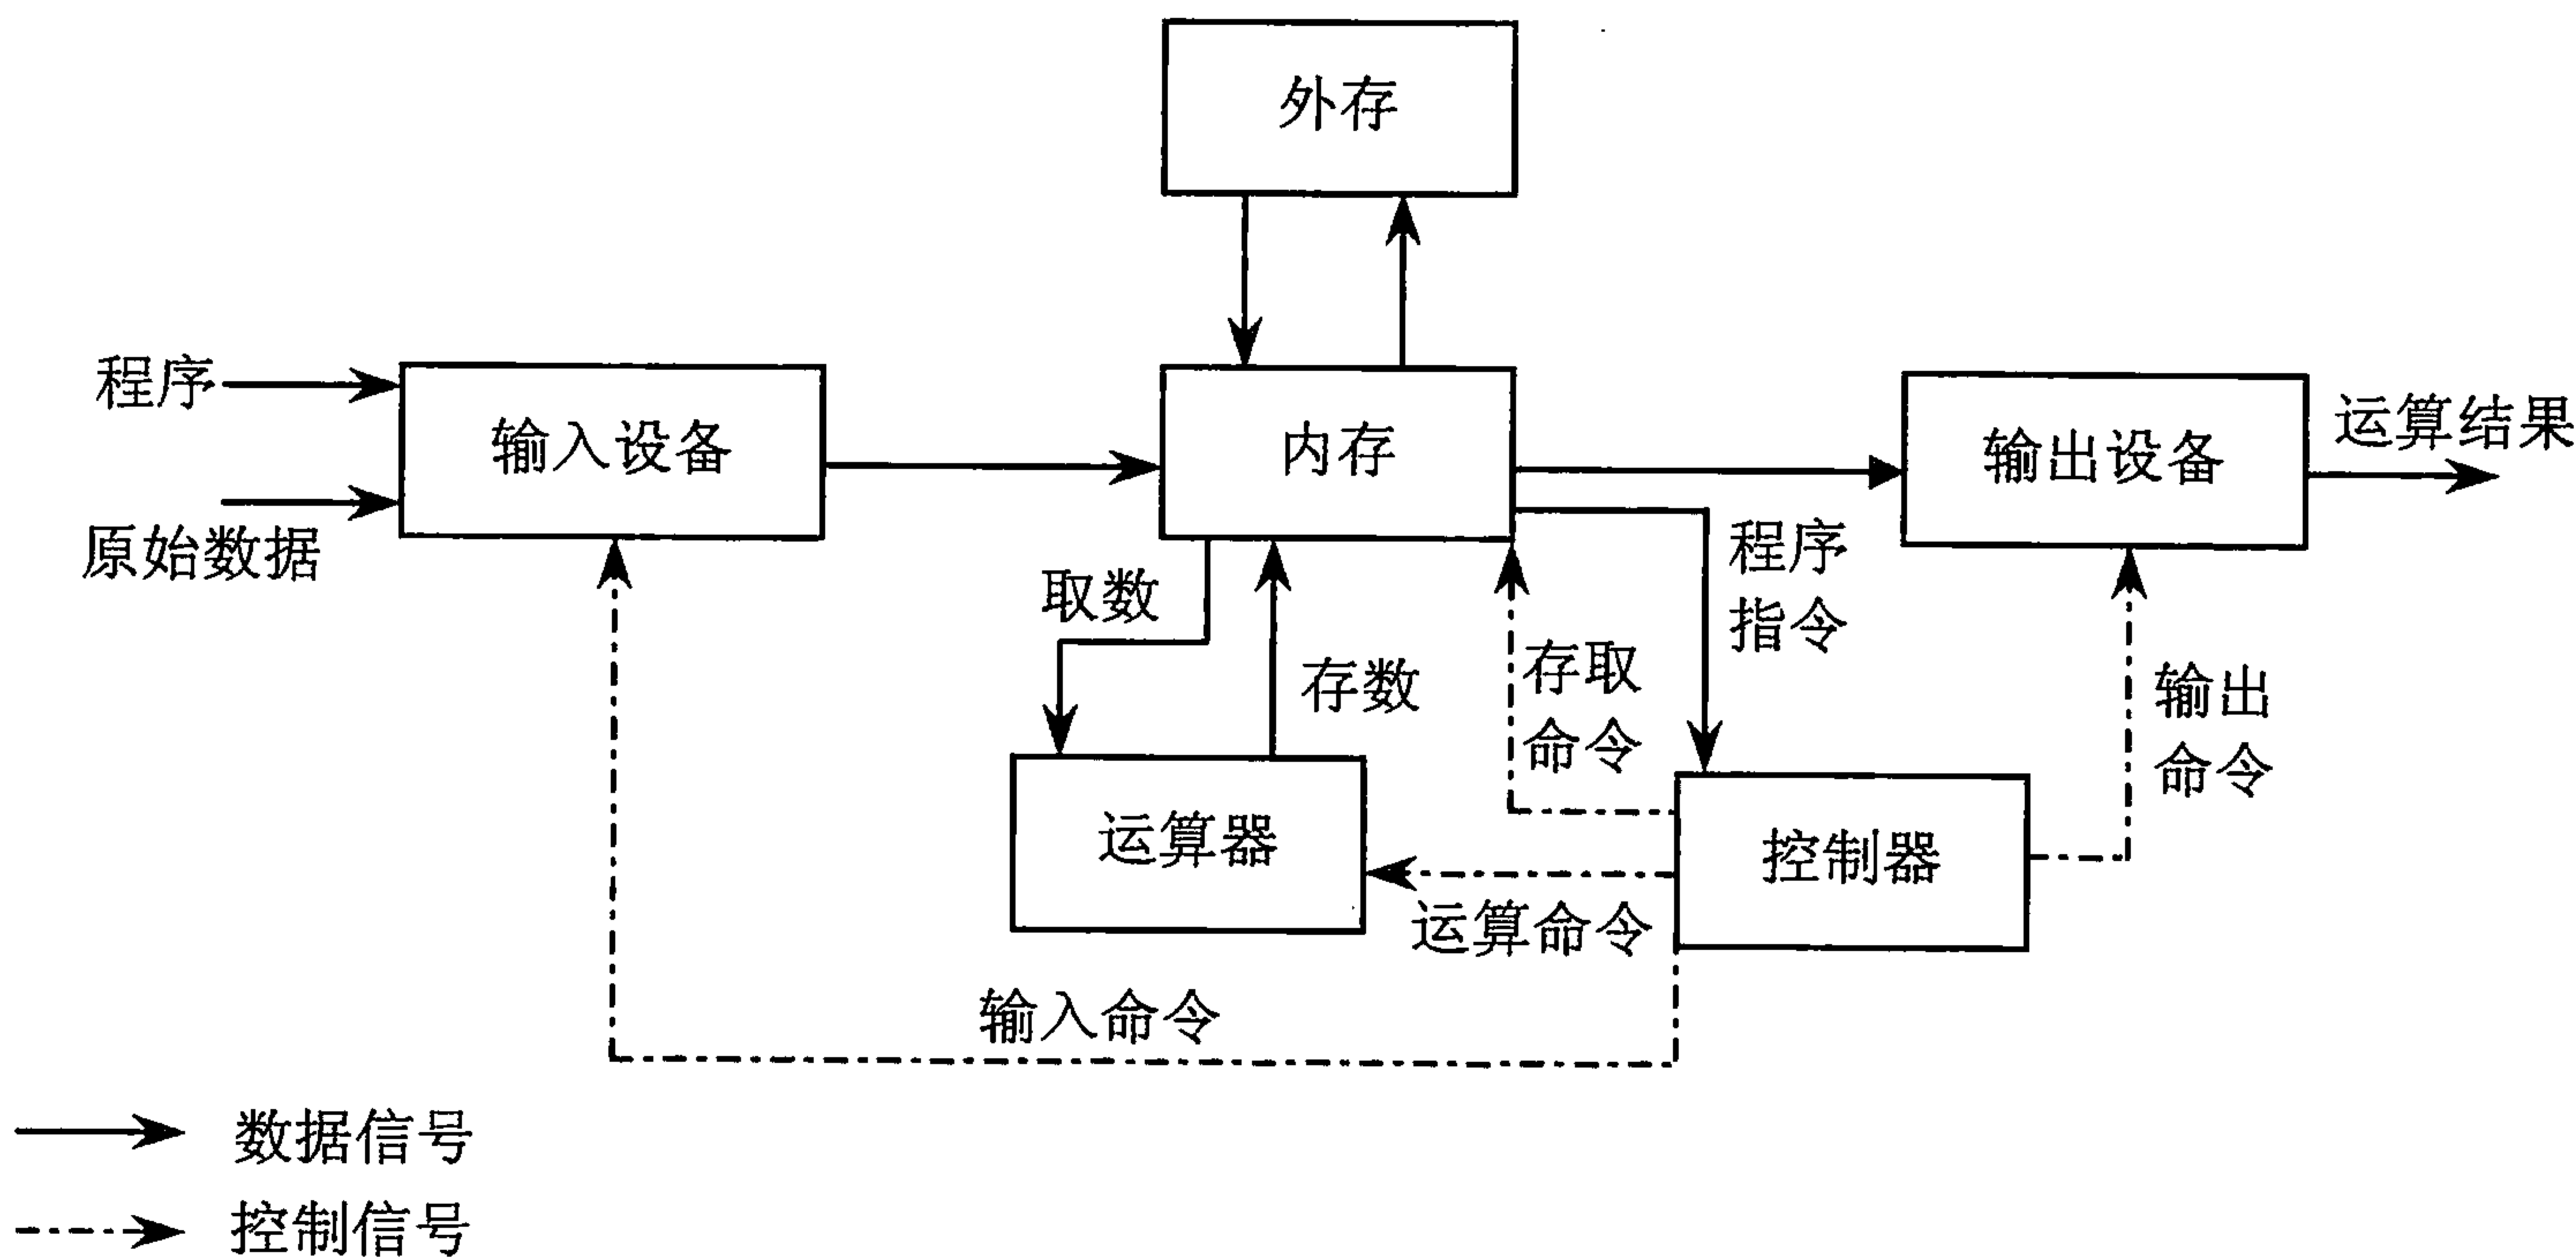 外存
程序
输入设备
内存
输出设备
运算结果
原始数据
取数
存数
存取
命令
程序
指令
输出
命令
运算器
控制器
运算命令
输入命令
数据信号
控制信号